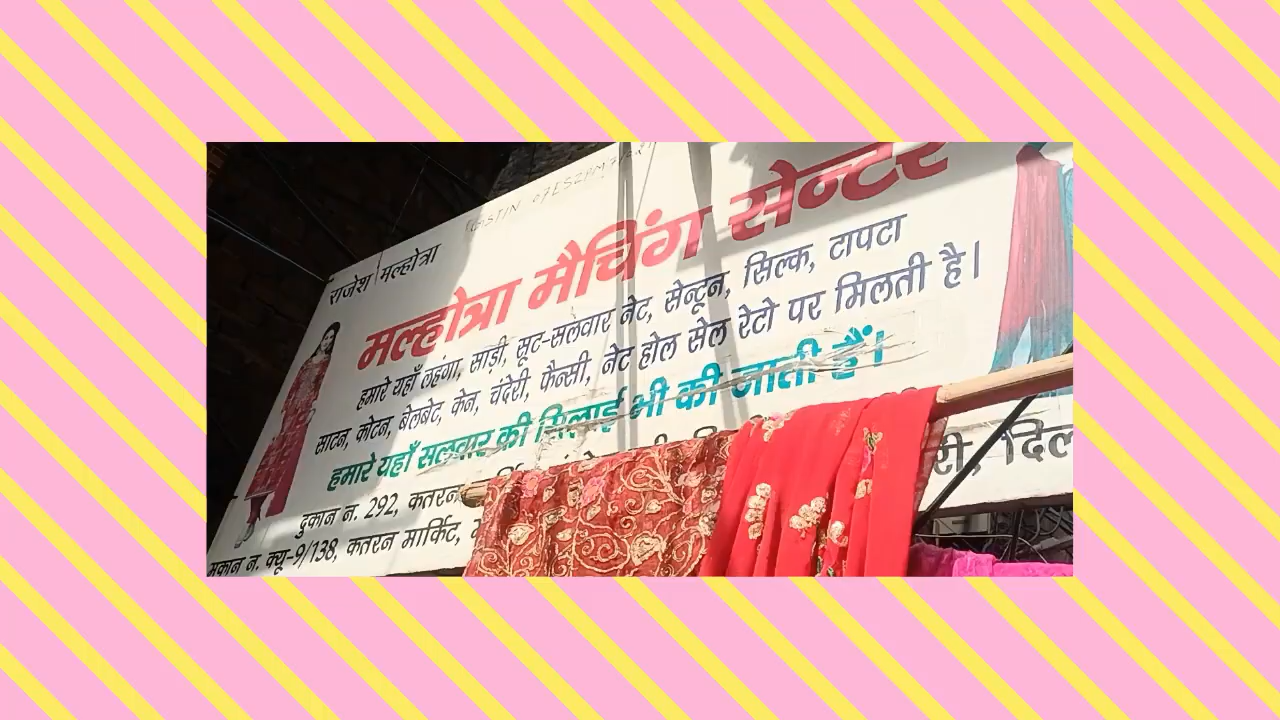 राजेश मल्होत्रा
GSTIN
मल्होत्रा मैचिंग सेन्टर
हमारे यहाँ लहंगा, साड़ी, सूट-सलवार नेट, सेन्टून, सिल्क, टापटा
साटन, कोटन, बेलबेट, केन, चंदेरी, फैन्सी, नेट होल सेल रेटो पर मिलती है।
हमारे यहाँ सलवार की सिलाई भी की जाती हैं।
दुकान न. 292, कतरन
मकान न. क्यू-9/138, कतरन मार्किट,